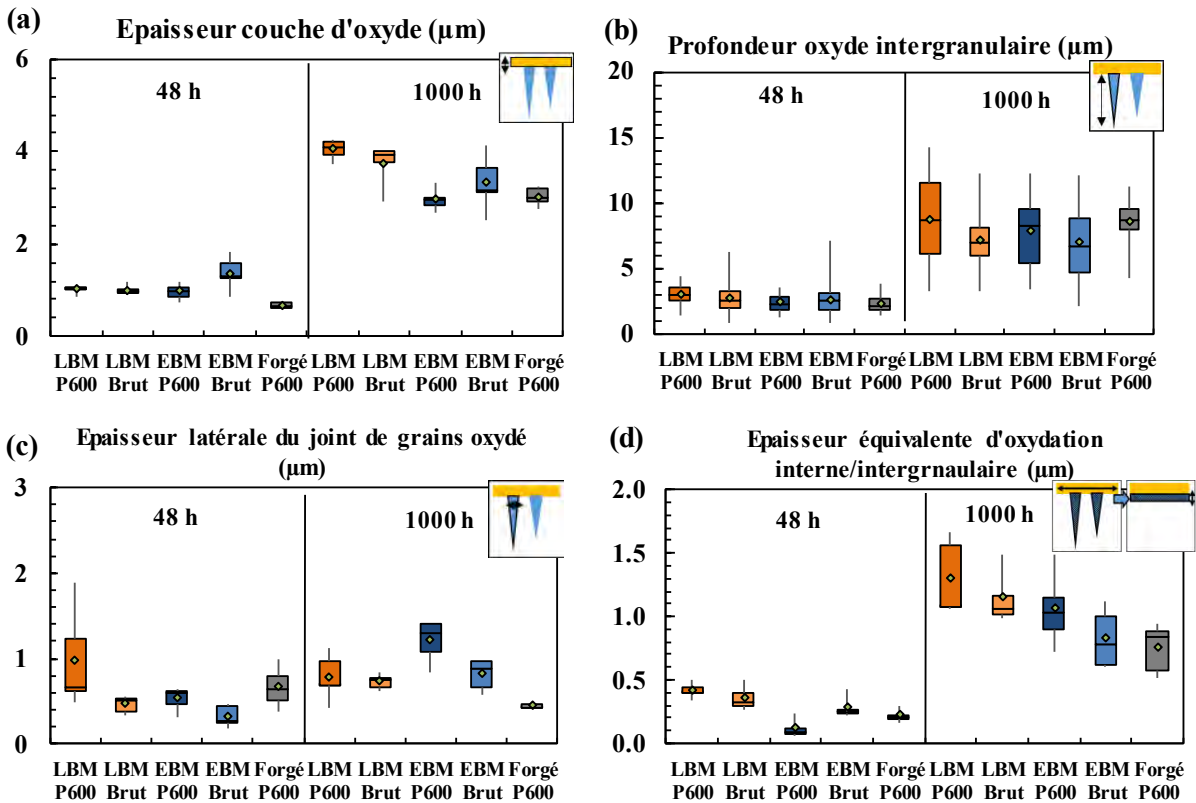 (a)
Epaisseur couche d'oxyde (µm)
6
4
2
0
48 h
1000 h
LBM P600
LBM Brut
EBM P600
EBM Brut
Forgé P600
LBM P600
LBM Brut
EBM P600
EBM Brut
Forgé P600
(b)
Profondeur oxyde intergranulaire (µm)
20
15
10
5
0
48 h
1000 h
LBM P600
LBM Brut
EBM P600
EBM Brut
Forgé P600
LBM P600
LBM Brut
EBM P600
EBM Brut
Forgé P600
(c)
Epaisseur latérale du joint de grains oxydé
(µm)
3
2
1
0
48 h
1000 h
LBM P600
LBM Brut
EBM P600
EBM Brut
Forgé P600
LBM P600
LBM Brut
EBM P600
EBM Brut
Forgé P600
(d)
Epaisseur équivalente d'oxydation
interne/intergrnaulaire (µm)
2.0
1.5
1.0
0.5
0.0
48 h
1000 h
LBM P600
LBM Brut
EBM P600
EBM Brut
Forgé P600
LBM P600
LBM Brut
EBM P600
EBM Brut
Forgé P600